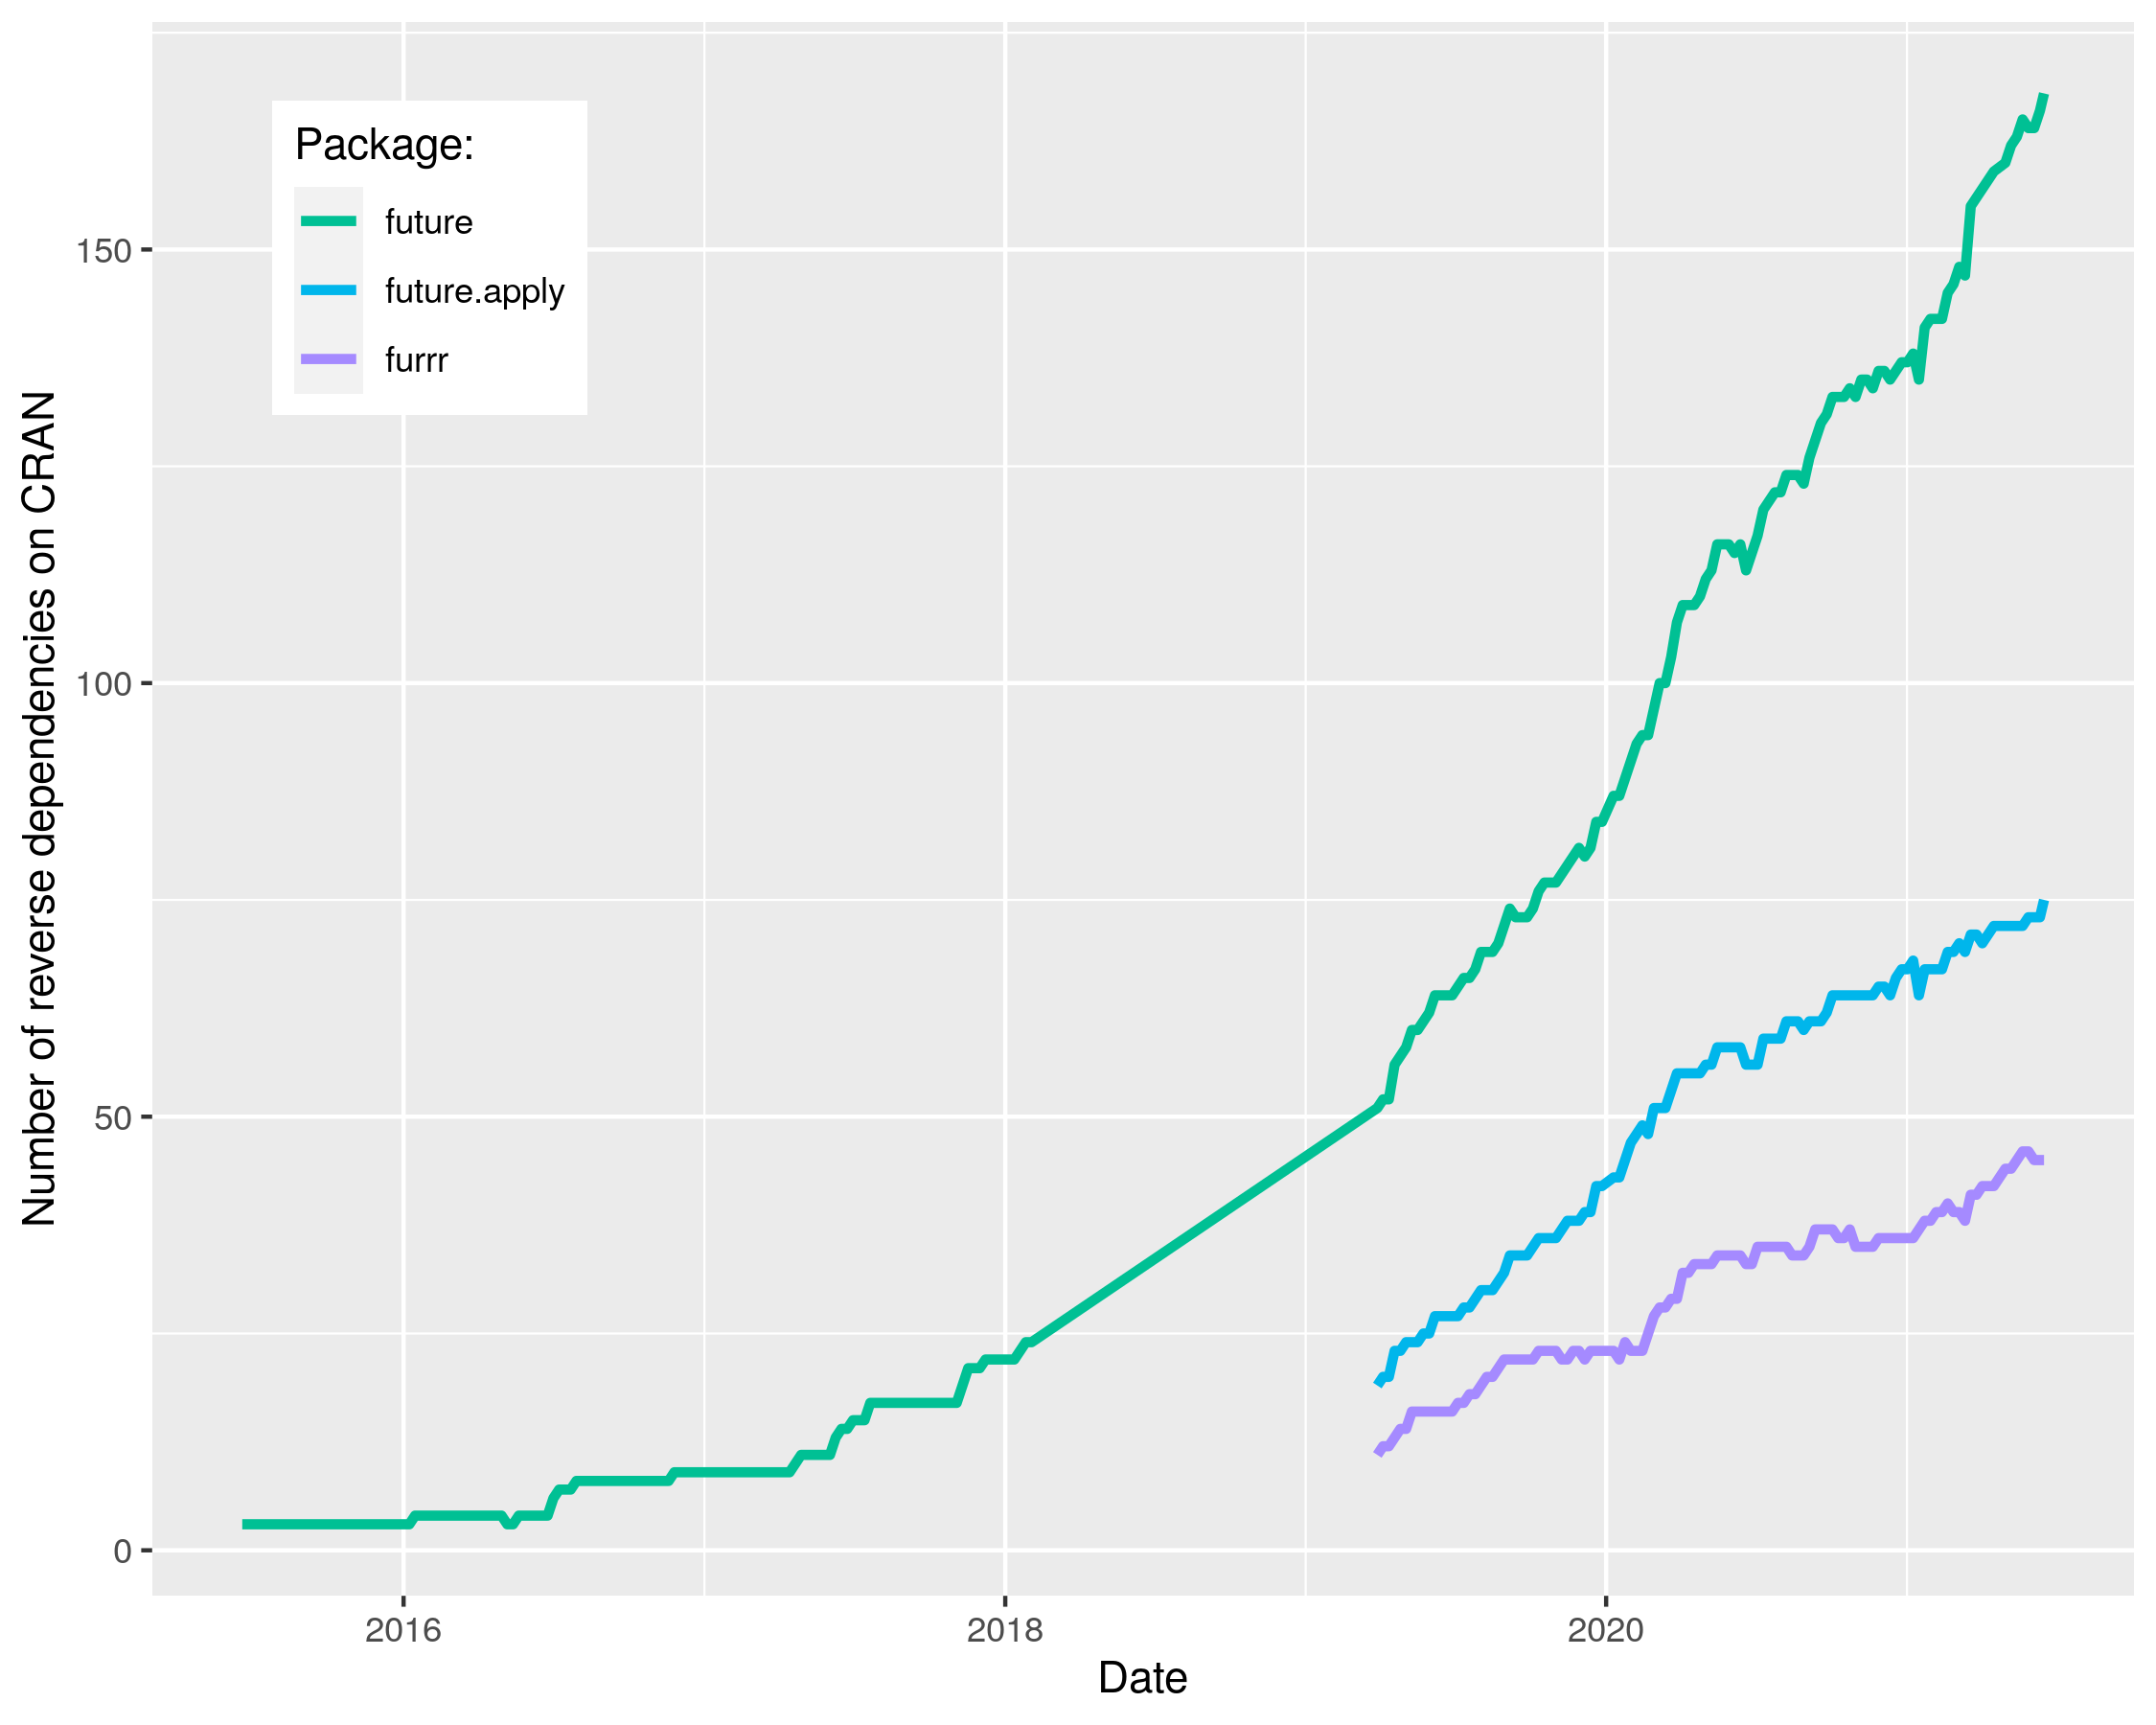 Package:
future
future.apply
furrr
Number of reverse dependencies on CRAN
150
100
50
0
2016
2018
2020
Date